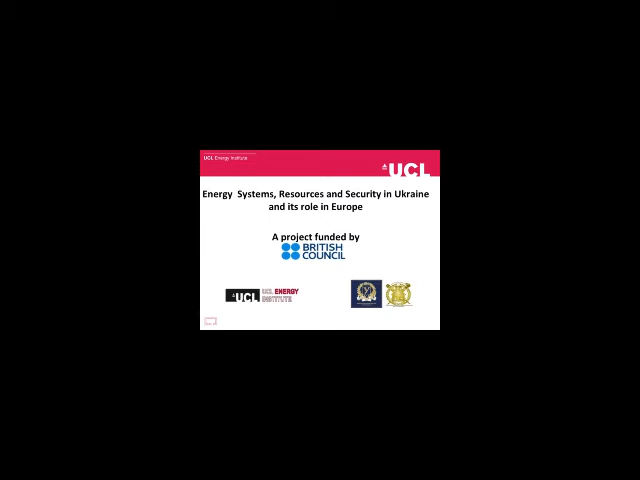 UCL Energy Institute
UCL
Energy Systems, Resources and Security in Ukraine
and its role in Europe
A project funded by
BRITISH
COUNCIL
UCL
UCL ENERGY
INSTITUTE